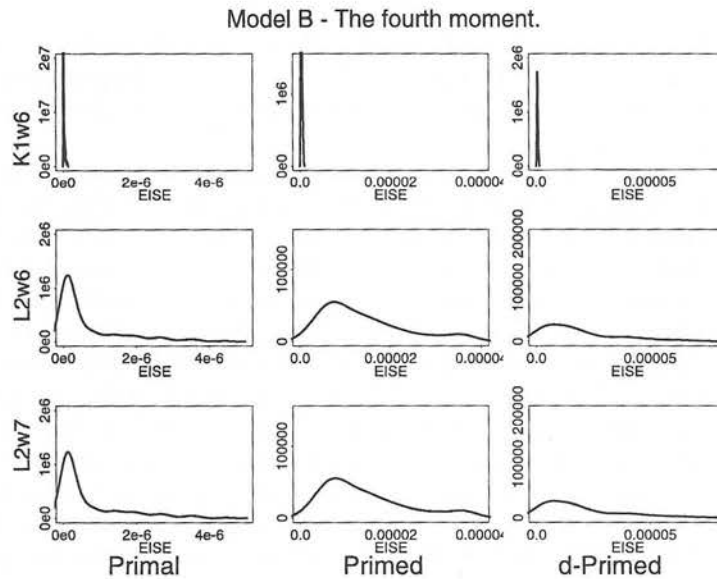 Model B - The fourth moment.
K1w6
2e7
1e7
0e0
0e0 2e-6 4e-6
EISE
1e6
0e0
0.0 0.00002 0.00004
EISE
2e6
1e6
0e0
0.0 0.00005
EISE
L2w6
2e6
1e6
0e0
0e0 2e-6 4e-6
EISE
100000
0
0.0 0.00002 0.00004
EISE
200000
100000
0
0.0 0.00005
EISE
L2w7
2e6
1e6
0e0
0e0 2e-6 4e-6
EISE
100000
0
0.0 0.00002 0.00004
EISE
200000
100000
0
0.0 0.00005
EISE
Primal Primed d-Primed